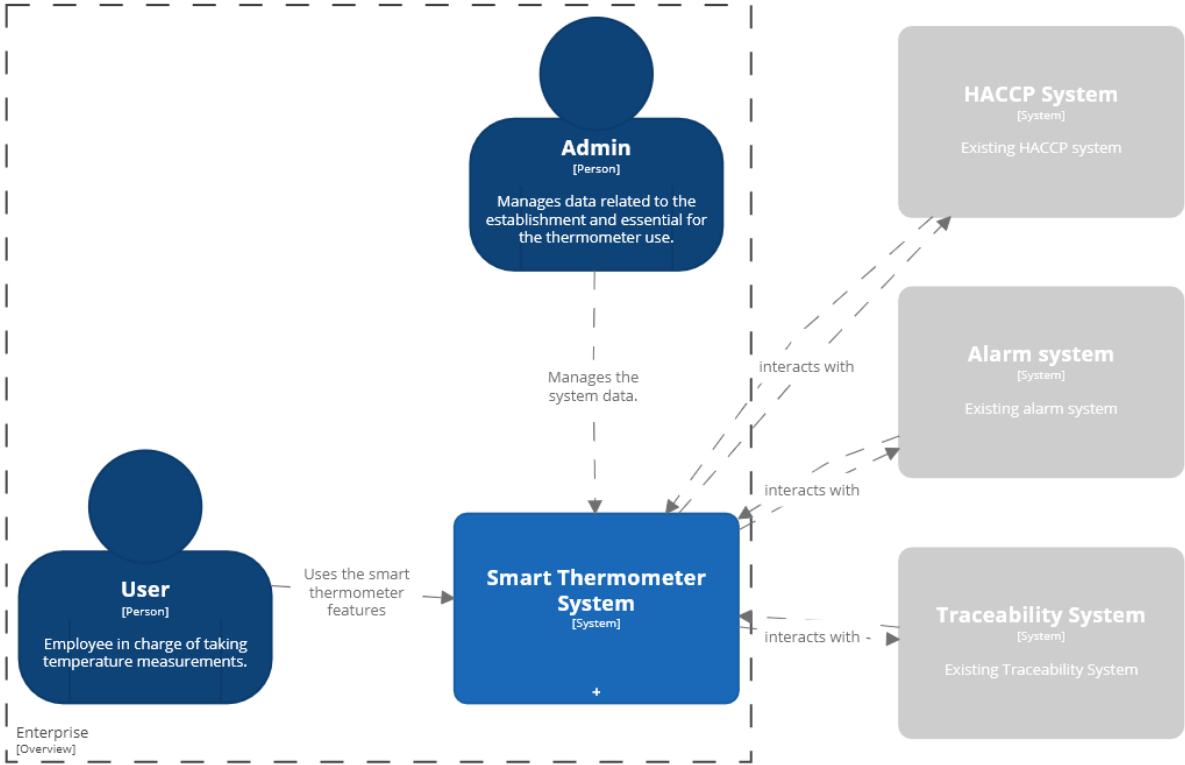 Admin
[Person]
Manages data related to the
establishment and essential for
the thermometer use.
HACCP System
[System]
Existing HACCP system
Manages the
system data.
interacts with
Alarm system
[System]
Existing alarm system
interacts with
User
[Person]
Employee in charge of taking
temperature measurements.
Uses the smart
thermometer
features
Smart Thermometer
System
[System]
+
interacts with
Traceability System
[System]
Existing Traceability System
Enterprise
[Overview]